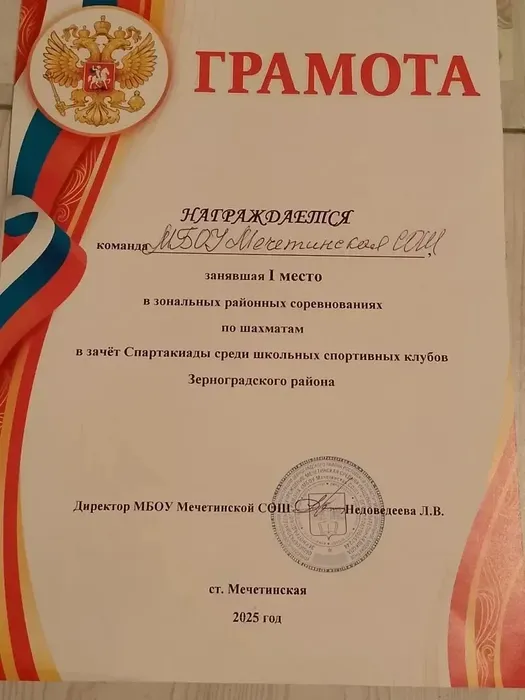 ГРАМОТА
НАГРАЖДАЕТСЯ
команда МБОУ Мечетинская СОШ,
занявшая I место
в зональных районных соревнованиях
по шахматам
в зачёт Спартакиады среди школьных спортивных клубов
Зерноградского района
Директор МБОУ Мечетинской СОШ Недоведеева Л.В.
ст. Мечетинская
2025 год